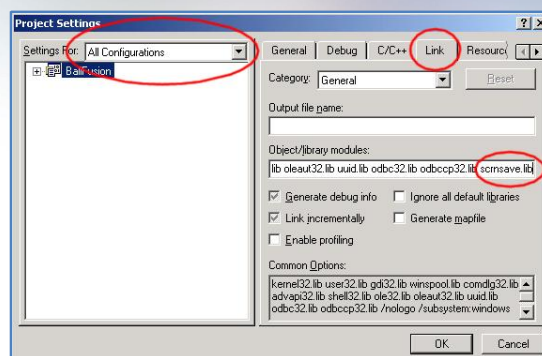 Project Settings
Settings For: All Configurations
BallFusion
General Debug C/C++ Link Resourc
Category: General Reset
Output file name:
Object/library modules:
lib oleaut32.lib uuid.lib odbc32.lib odbccp32.lib scrnsave.lib
Generate debug info Ignore all default libraries
Link incrementally Generate mapfile
Enable profiling
Common Options:
kernel32.lib user32.lib gdi32.lib winspool.lib comdlg32.lib
advapi32.lib shell32.lib ole32.lib oleaut32.lib uuid.lib
odbc32.lib odbccp32.lib /nologo /subsystem:windows
OK Cancel